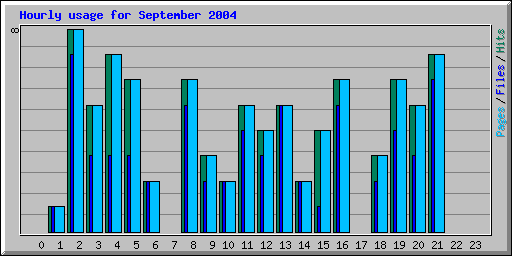 Hourly usage for September 2004
8
Pages/Files/Hits
0 1 2 3 4 5 6 7 8 9 10 11 12 13 14 15 16 17 18 19 20 21 22 23